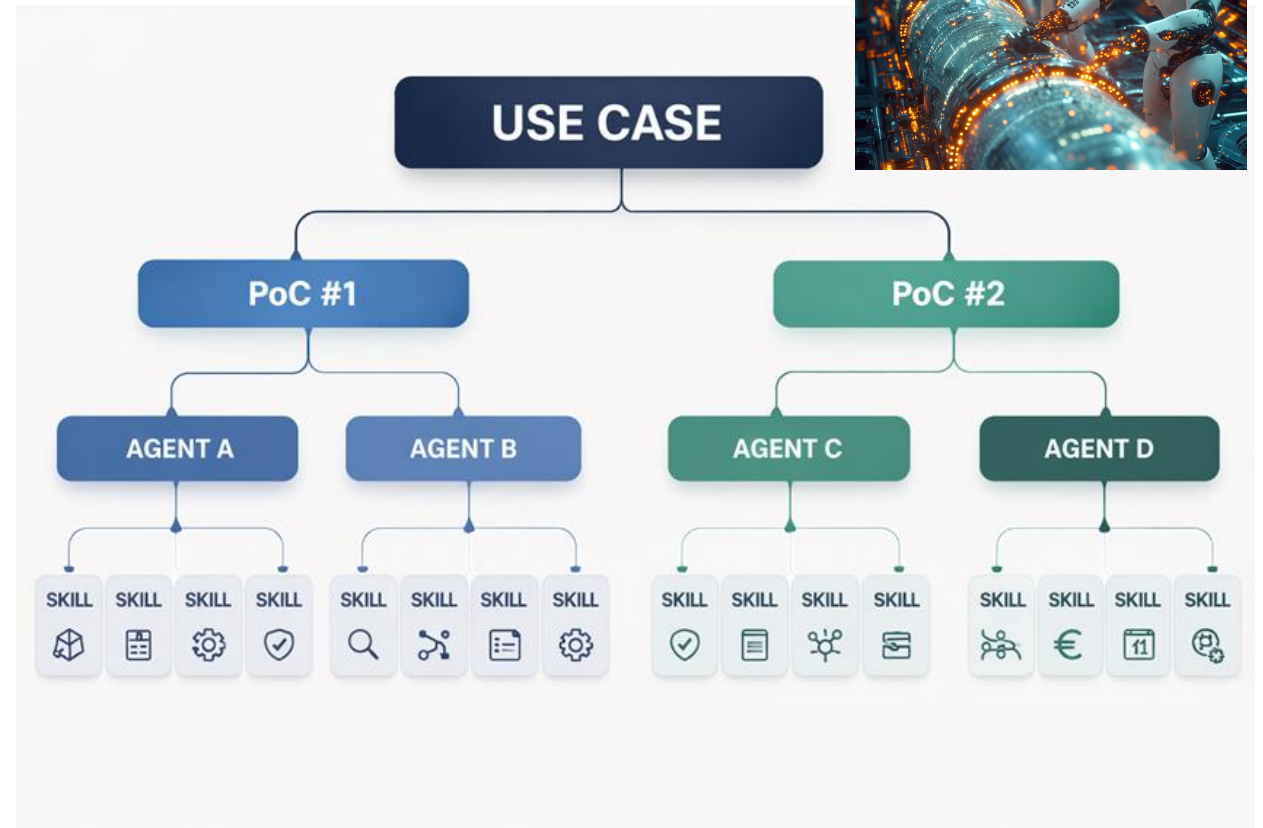 USE CASE
PoC #1
PoC #2
AGENT A
AGENT B
AGENT C
AGENT D
SKILL SKILL SKILL SKILL SKILL SKILL SKILL SKILL SKILL SKILL SKILL SKILL SKILL SKILL SKILL SKILL
€
11